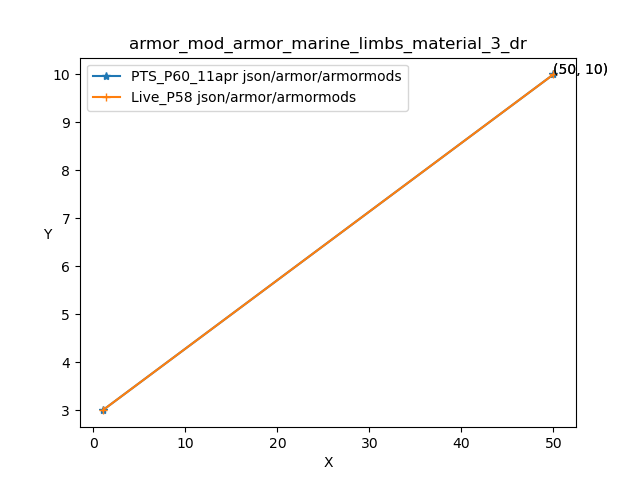 armor_mod_armor_marine_limbs_material_3_dr
PTS_P60_11apr json/armor/armormods
Live_P58 json/armor/armormods
(50, 10)
10
9
8
7
6
5
4
3
Y
0 10 20 30 40 50
X